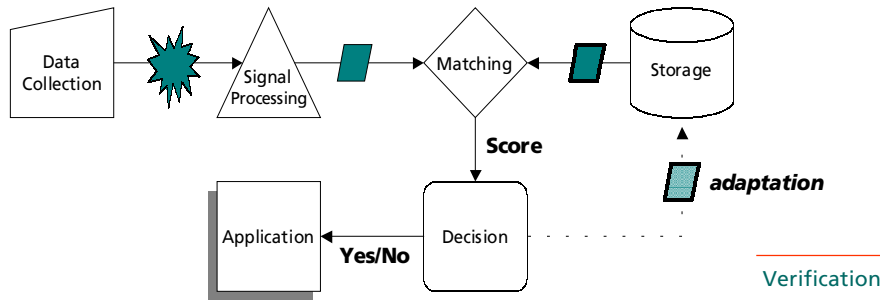 Data
Collection
Signal
Processing
Matching
Storage
Score
adaptation
Application
Yes/No
Decision
Verification